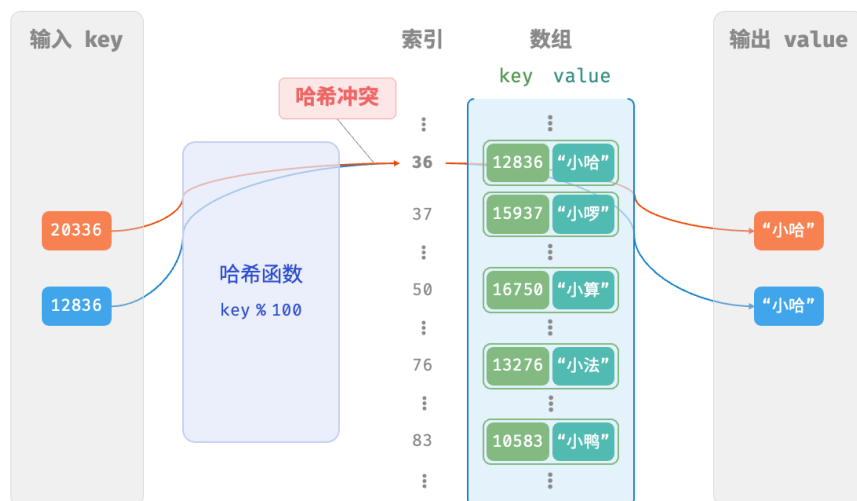 输入 key
索引
数组
输出 value
key value
哈希冲突
36
12836 “小哈”
37
15937 “小啰”
20336
“小哈”
哈希函数
key % 100
50
16750 “小算”
12836
“小哈”
76
13276 “小法”
83
10583 “小鸭”